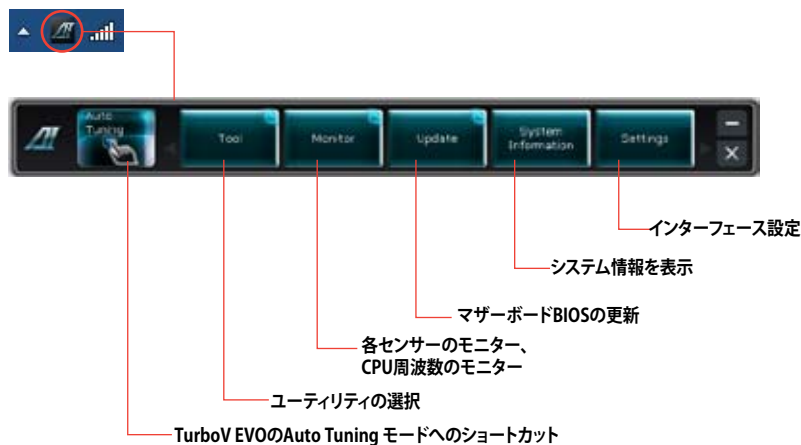 Auto
Tuning
Tool
Monitor
Update
System
Information
Settings
インターフェース設定
システム情報を表示
マザーボードBIOSの更新
各センサーのモニター、
CPU周波数のモニター
ユーティリティの選択
TurboV EVOのAuto Tuning モードへのショートカット